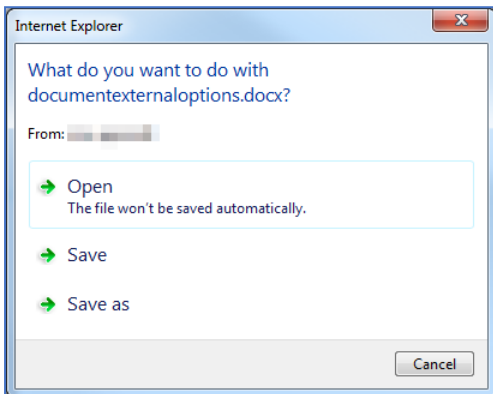 Internet Explorer
What do you want to do with
documentexternaloptions.docx?
From:
Open
The file won't be saved automatically.
Save
Save as
Cancel